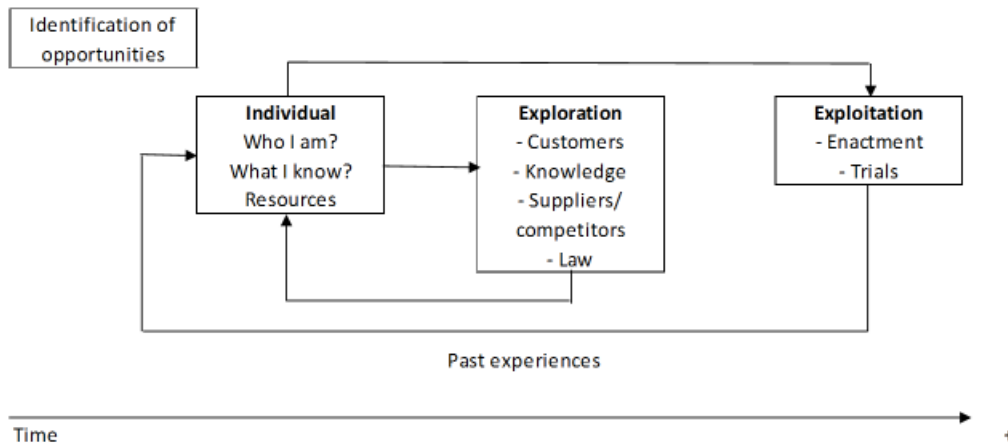 Identification of
opportunities
Individual
Who I am?
What I know?
Resources
Exploration
- Customers
- Knowledge
- Suppliers/
competitors
- Law
Exploitation
- Enactment
- Trials
Past experiences
Time